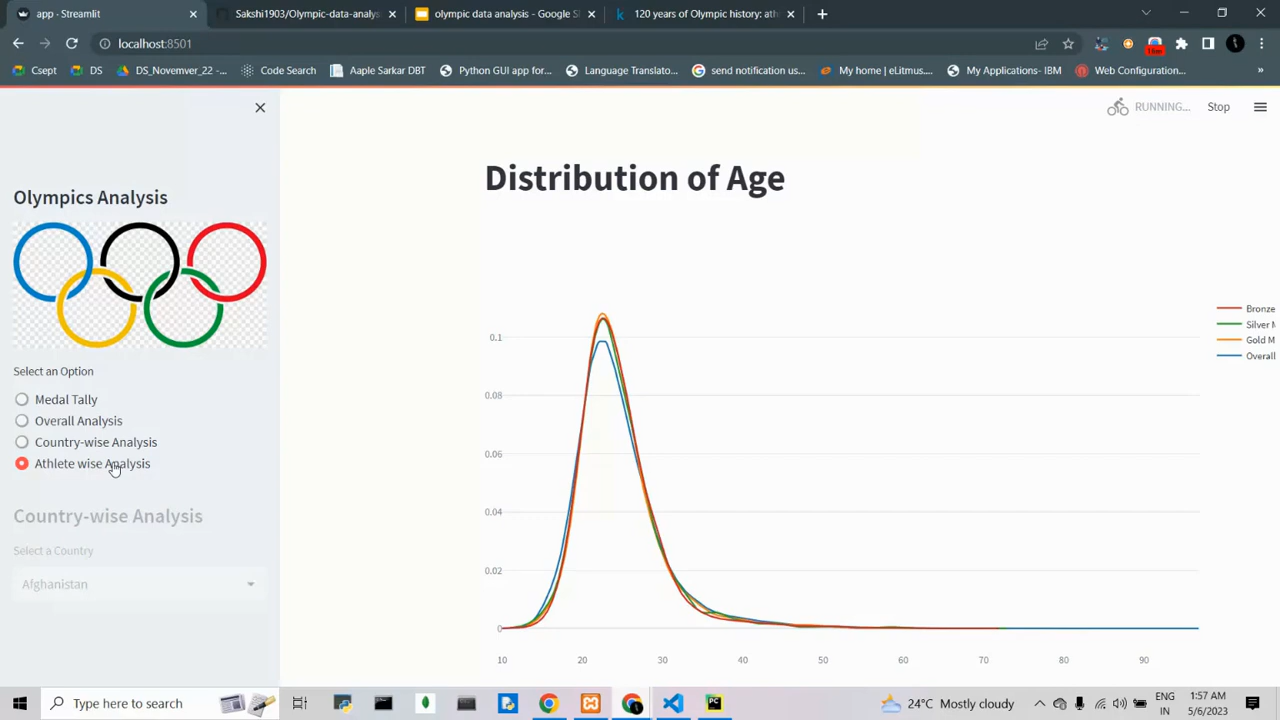 app - Streamlit
Sakshi1903/Olympic-data-analys
olympic data analysis - Google Sl
120 years of Olympic history: ath
localhost:8501
Csept
DS
DS_Novemver_22 -...
Code Search
Aaple Sarkar DBT
Python GUI app for...
Language Translato...
send notification us...
My home | eLitmus....
My Applications- IBM
Web Configuration...
»
RUNNING...
Stop
Olympics Analysis
Select an Option
Medal Tally
Overall Analysis
Country-wise Analysis
Athlete wise Analysis
Country-wise Analysis
Select a Country
Afghanistan
Distribution of Age
Bronze
Silver M
Gold M
Overall
0.1
0.08
0.06
0.04
0.02
0
10 20 30 40 50 60 70 80 90
Type here to search
24°C Mostly cloudy
ENG
IN
1:57 AM
5/6/2023